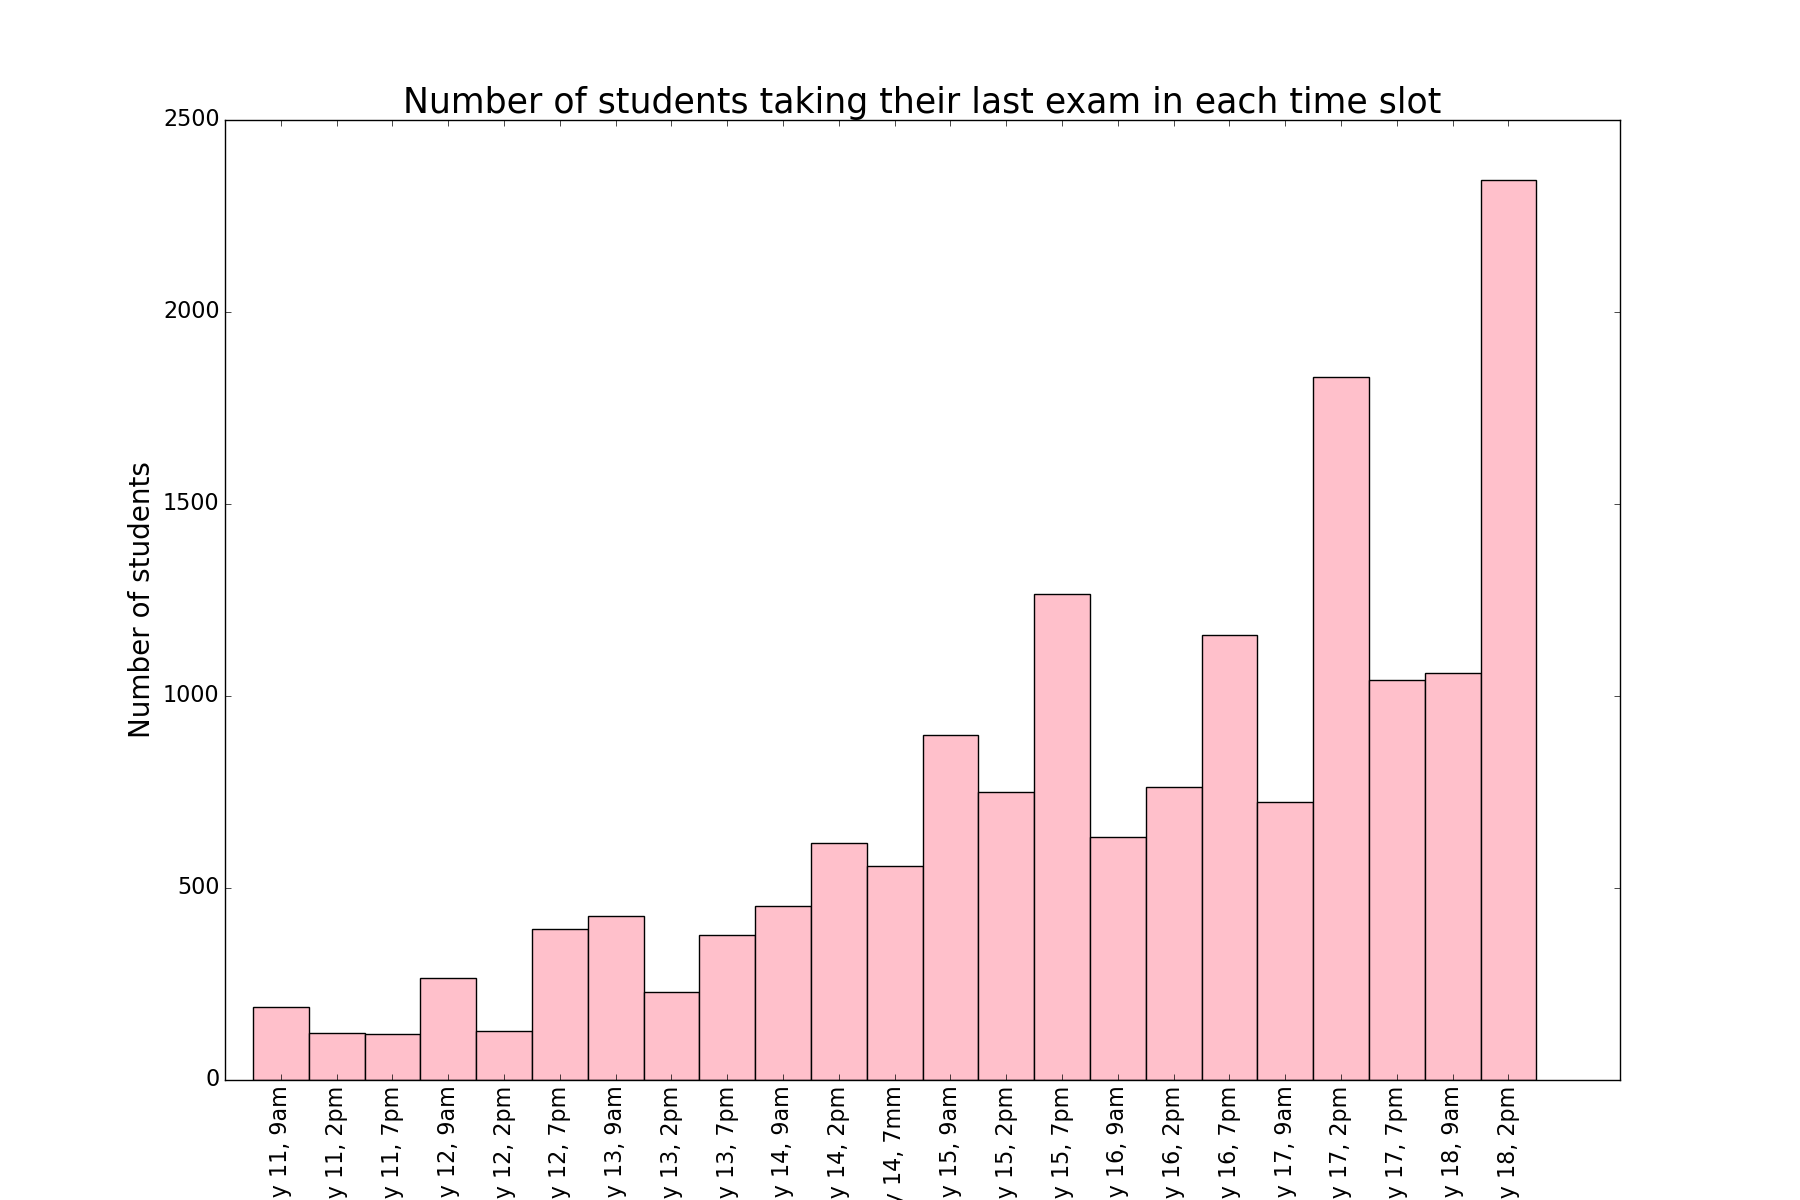 Number of students taking their last exam in each time slot
Number of students
2500
2000
1500
1000
500
0
y 11, 9am
y 11, 2pm
y 11, 7pm
y 12, 9am
y 12, 2pm
y 12, 7pm
y 13, 9am
y 13, 2pm
y 13, 7pm
y 14, 9am
y 14, 2pm
y 14, 7mm
y 15, 9am
y 15, 2pm
y 15, 7pm
y 16, 9am
y 16, 2pm
y 16, 7pm
y 17, 9am
y 17, 2pm
y 17, 7pm
y 18, 9am
y 18, 2pm